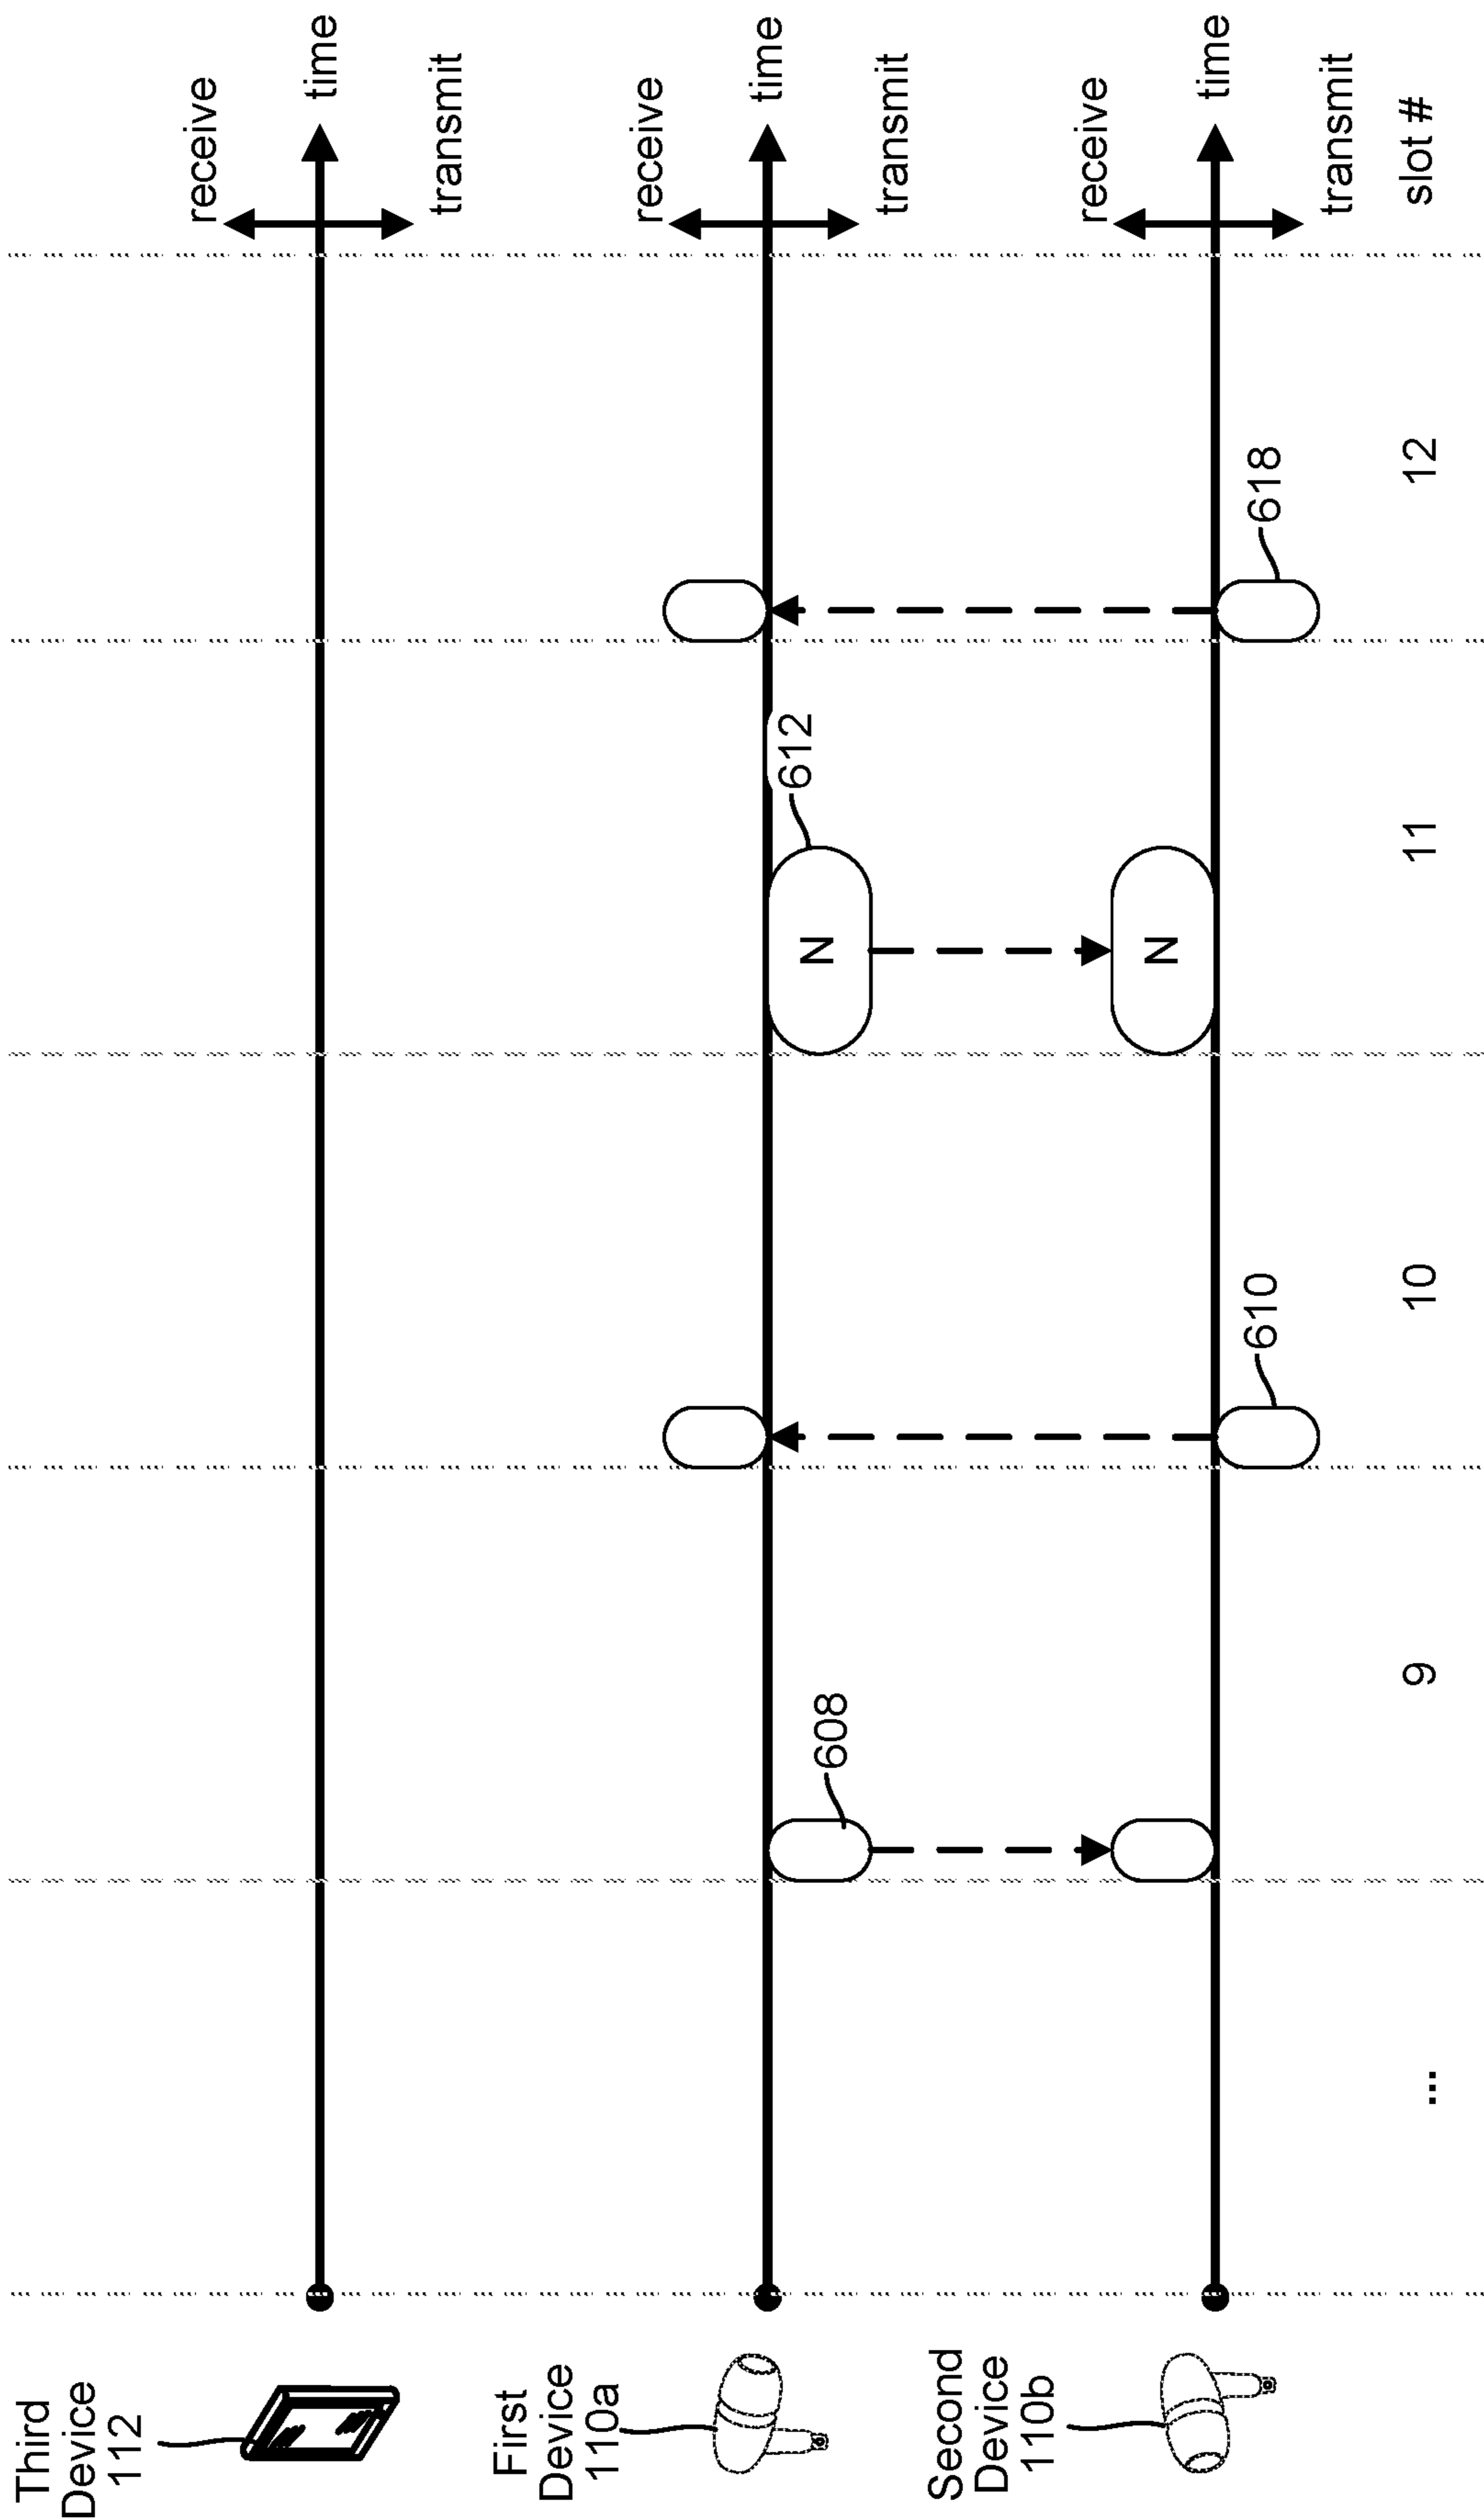 Third
Device
112
receive
time
transmit
First
Device
110a
608
N
612
N
receive
time
transmit
Second
Device
110b
610
618
receive
time
transmit
...
9
10
11
12
slot #